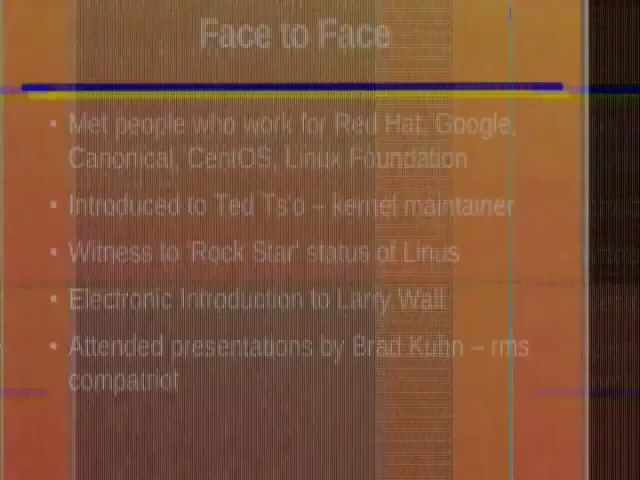 Face to Face
• Met people who work for Red Hat, Google,
Canonical, CentOS, Linux Foundation
• Introduced to Ted Ts'o – kernel maintainer
• Witness to 'Rock Star' status of Linus
• Electronic Introduction to Larry Wall
• Attended presentations by Brad Kuhn – rms
compatriot